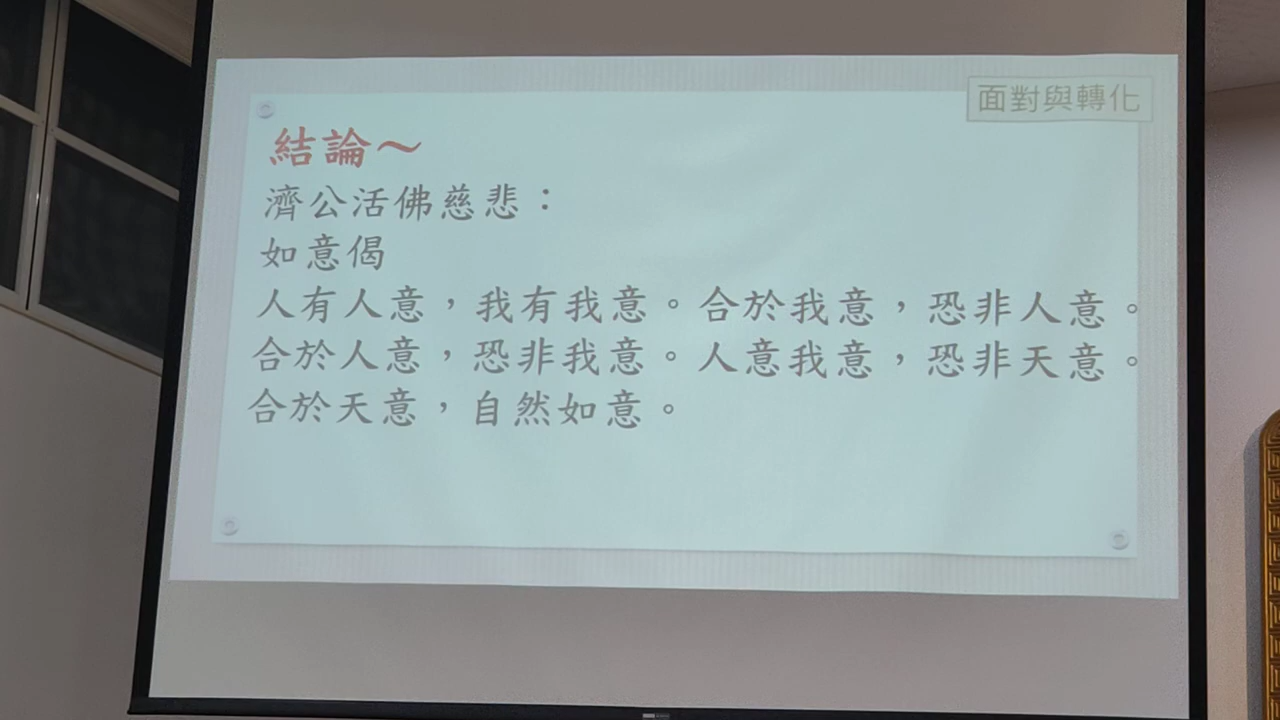 面對與轉化
結論～
濟公活佛慈悲：
如意偈
人有人意，我有我意。合於我意，恐非人意。
合於人意，恐非我意。人意我意，恐非天意。
合於天意，自然如意。